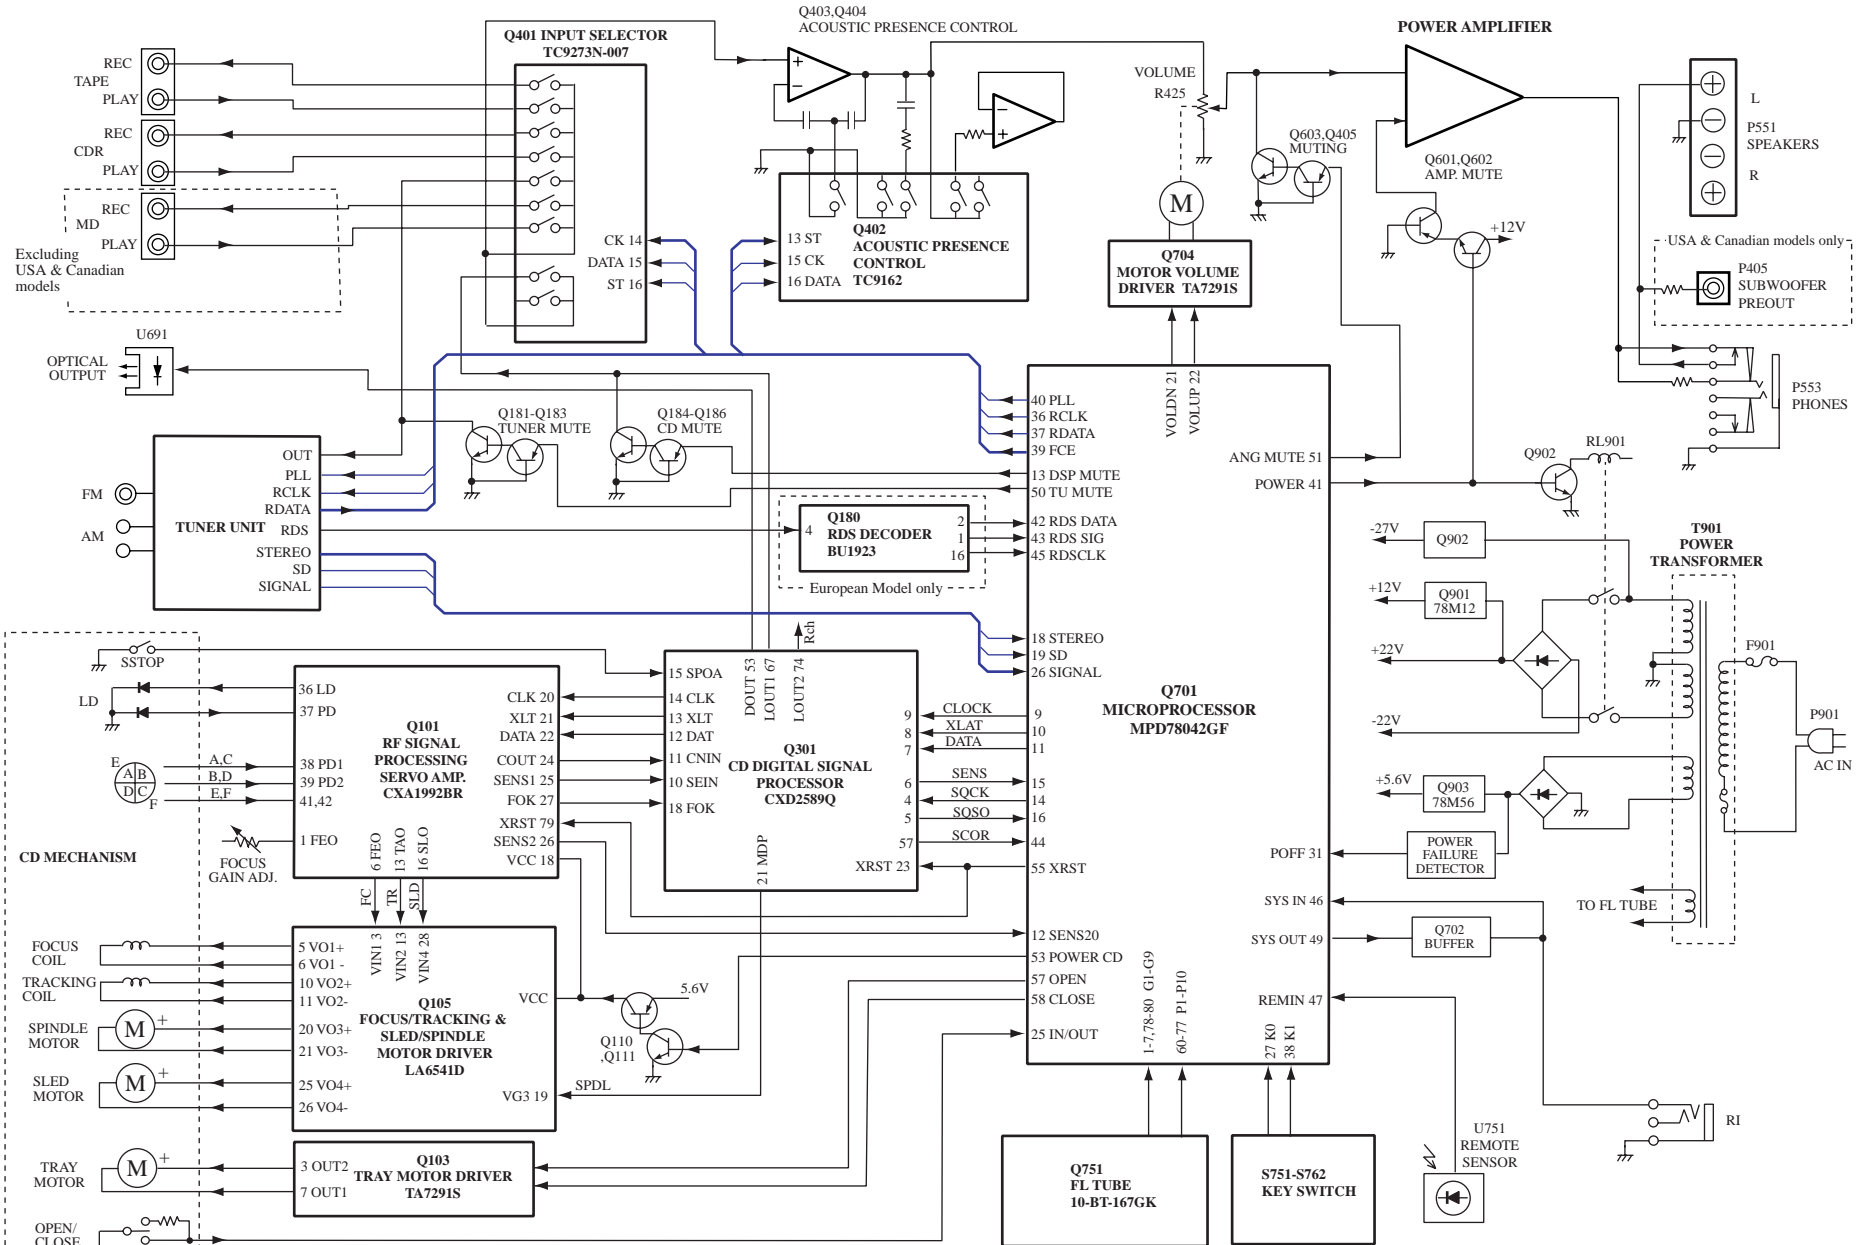 Q403,Q404
ACOUSTIC PRESENCE CONTROL
POWER AMPLIFIER
Q401 INPUT SELECTOR
TC9273N-007
REC
TAPE
PLAY
REC
CDR
PLAY
REC
MD
PLAY
Excluding
USA & Canadian
models
CK 14
DATA 15
ST 16
+
-
-
+
13 ST
15 CK
16 DATA
Q402
ACOUSTIC PRESENCE
CONTROL
TC9162
VOLUME
R425
M
Q704
MOTOR VOLUME
DRIVER TA7291S
Q603,Q405
MUTING
Q601,Q602
AMP. MUTE
+12V
L
P551
SPEAKERS
R
USA & Canadian models only
P405
SUBWOOFER
PREOUT
P553
PHONES
U691
OPTICAL
OUTPUT
Q181-Q183
TUNER MUTE
Q184-Q186
CD MUTE
FM
AM
TUNER UNIT
OUT
PLL
RCLK
RDATA
RDS
STEREO
SD
SIGNAL
4
Q180
RDS DECODER
BU1923
2
1
16
European Model only
VOLDN 21
VOLUP 22
40 PLL
36 RCLK
37 RDATA
39 FCE
13 DSP MUTE
50 TU MUTE
42 RDS DATA
43 RDS SIG
45 RDSCLK
18 STEREO
19 SD
26 SIGNAL
ANG MUTE 51
POWER 41
Q701
MICROPROCESSOR
MPD78042GF
Q902
RL901
-27V
Q902
+12V
Q901
78M12
+22V
-22V
+5.6V
Q903
78M56
POWER
FAILURE
DETECTOR
T901
POWER
TRANSFORMER
F901
P901
AC IN
TO FL TUBE
POFF 31
SYS IN 46
SYS OUT 49
Q702
BUFFER
REMIN 47
SSTOP
LD
E
A B
D C
F
A,C
B,D
E,F
FOCUS
GAIN ADJ.
CD MECHANISM
36 LD
37 PD
38 PD1
39 PD2
41,42
1 FEO
Q101
RF SIGNAL
PROCESSING
SERVO AMP.
CXA1992BR
CLK 20
XLT 21
DATA 22
COUT 24
SENS1 25
FOK 27
XRST 79
SENS2 26
VCC 18
6 FEO
13 TAO
16 SLO
FC
TR
SLD
Rch
DOUT 53
LOUT1 67
LOUT2 74
15 SPOA
14 CLK
13 XLT
12 DAT
11 CNIN
10 SEIN
18 FOK
Q301
CD DIGITAL SIGNAL
PROCESSOR
CXD2589Q
21 MDP
9
8
7
6
4
5
57
XRST 23
CLOCK
XLAT
DATA
SENS
SQCK
SQSO
SCOR
9
10
11
15
14
16
44
55 XRST
12 SENS20
53 POWER CD
57 OPEN
58 CLOSE
25 IN/OUT
1-7,78-80 G1-G9
60-77 P1-P10
27 K0
38 K1
FOCUS
COIL
TRACKING
COIL
SPINDLE
MOTOR
M
+
SLED
MOTOR
M
+
5 VO1+
6 VO1 -
10 VO2+
11 VO2-
20 VO3+
21 VO3-
25 VO4+
26 VO4-
VIN1 3
VIN2 13
VIN4 28
VCC
Q105
FOCUS/TRACKING &
SLED/SPINDLE
MOTOR DRIVER
LA6541D
VG3 19
SPDL
5.6V
Q110
,Q111
TRAY
MOTOR
M
+
3 OUT2
7 OUT1
Q103
TRAY MOTOR DRIVER
TA7291S
OPEN/
CLOSE
Q751
FL TUBE
10-BT-167GK
S751-S762
KEY SWITCH
U751
REMOTE
SENSOR
RI